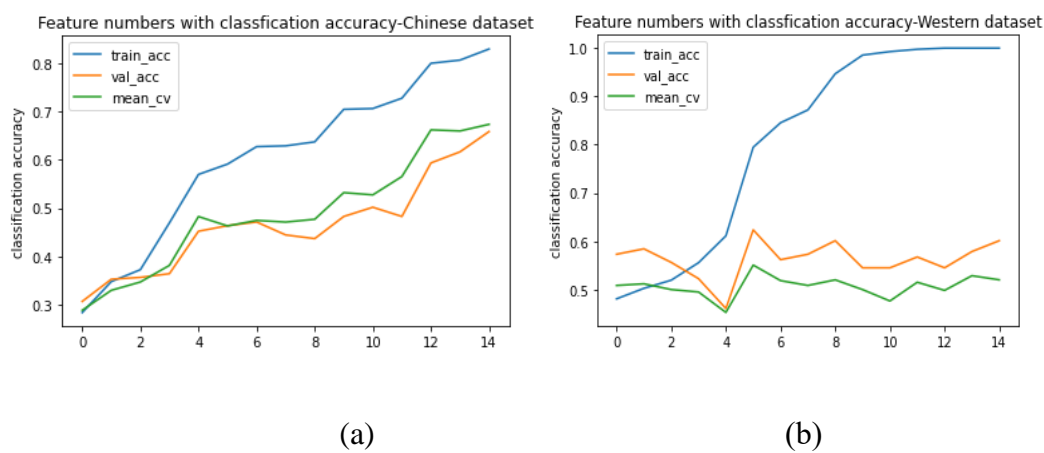 Feature numbers with classfication accuracy-Chinese dataset
train_acc
val_acc
mean_cv
classification accuracy
0.8
0.7
0.6
0.5
0.4
0.3
0 2 4 6 8 10 12 14
(a)
Feature numbers with classfication accuracy-Western dataset
train_acc
val_acc
mean_cv
classification accuracy
1.0
0.9
0.8
0.7
0.6
0.5
0 2 4 6 8 10 12 14
(b)